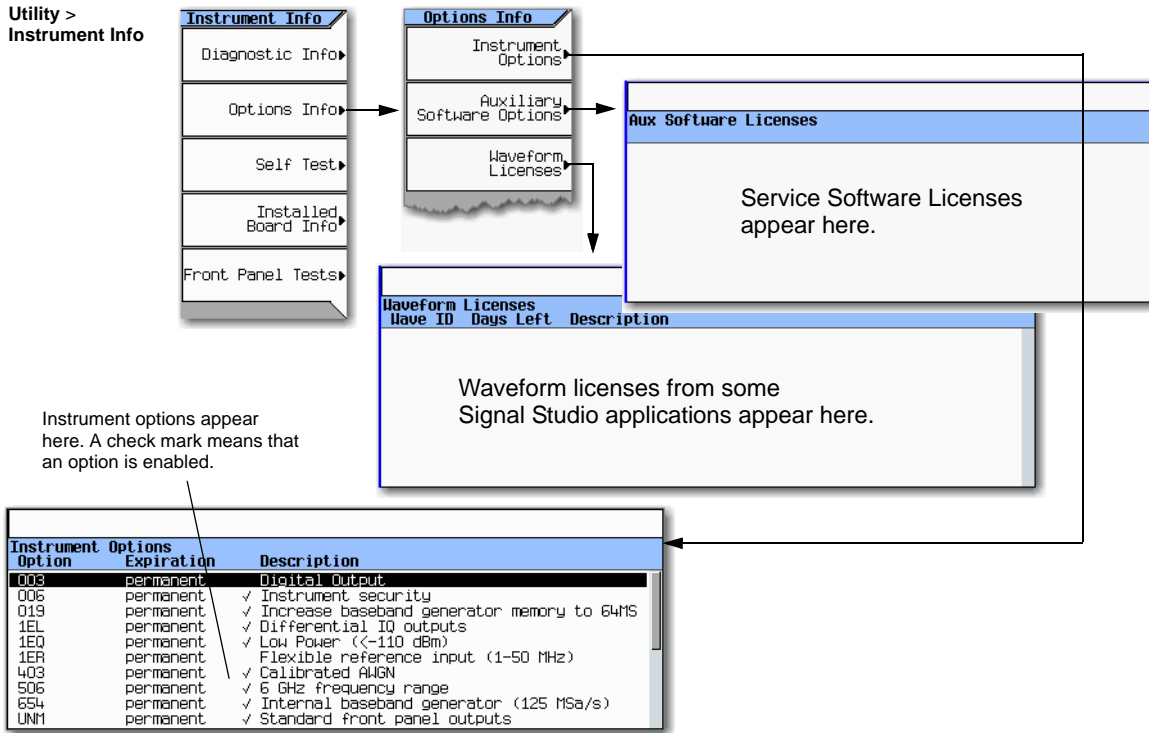 Utility >
Instrument Info
Instrument Info
Diagnostic Info
Options Info
Self Test
Installed
Board Info
Front Panel Tests
Options Info
Instrument
Options
Auxiliary
Software Options
Waveform
Licenses
Aux Software Licenses
Service Software Licenses
appear here.
Waveform Licenses
Wave ID Days Left Description
Waveform licenses from some
Signal Studio applications appear here.
Instrument options appear
here. A check mark means that
an option is enabled.
Instrument Options
Option Expiration Description
003 permanent Digital Output
006 permanent ✓ Instrument security
019 permanent ✓ Increase baseband generator memory to 64MS
1EL permanent ✓ Differential IQ outputs
1EQ permanent ✓ Low Power (<-110 dBm)
1ER permanent Flexible reference input (1-50 MHz)
403 permanent ✓ Calibrated AWGN
506 permanent ✓ 6 GHz frequency range
654 permanent ✓ Internal baseband generator (125 MSa/s)
UNM permanent ✓ Standard front panel outputs